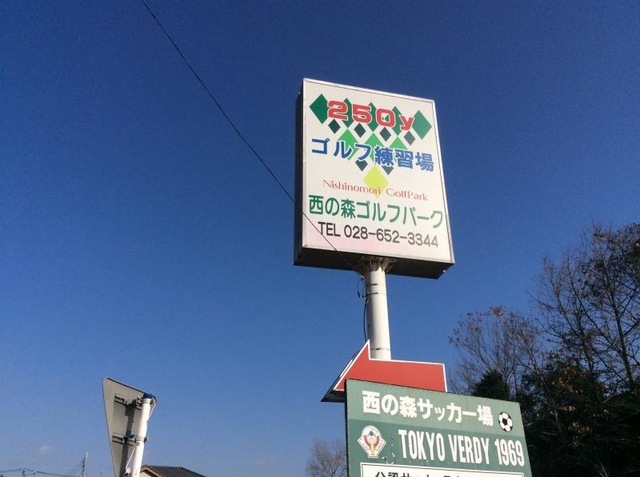 250y
ゴルフ練習場
Nishinomori GolfPark
西の森ゴルフパーク
TEL 028-652-3344
西の森サッカー場
TOKYO VERDY 1969